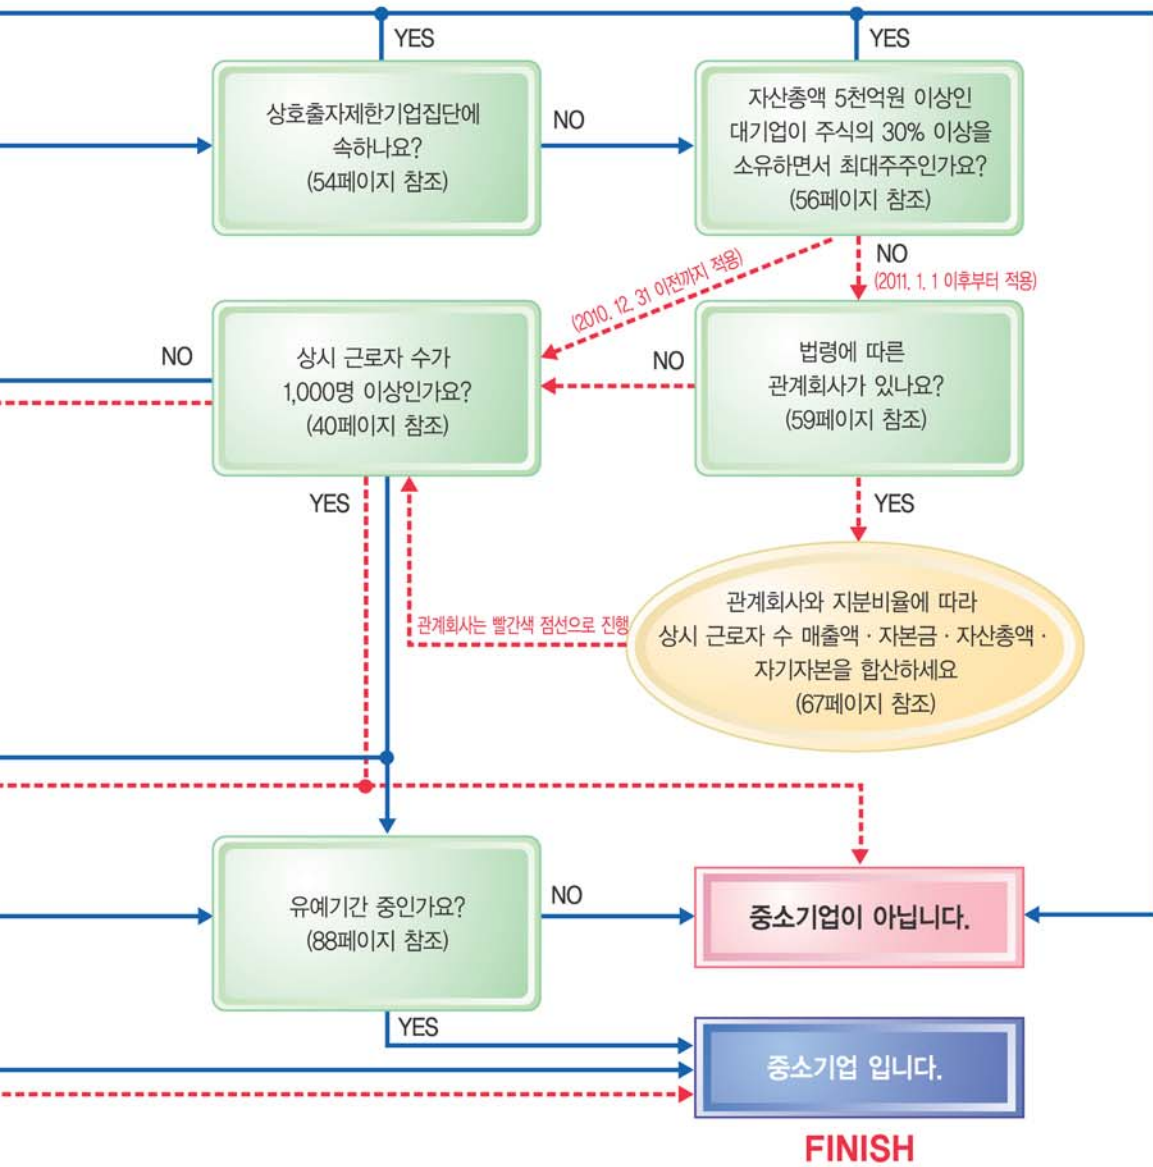 YES
YES
상호출자제한기업집단에
속하나요?
(54페이지 참조)
NO
자산총액 5천억원 이상인
대기업이 주식의 30% 이상을
소유하면서 최대주주인가요?
(56페이지 참조)
NO
(2011. 1. 1 이후부터 적용)
(2010. 12. 31 이전까지 적용)
NO
상시 근로자 수가
1,000명 이상인가요?
(40페이지 참조)
NO
법령에 따른
관계회사가 있나요?
(59페이지 참조)
YES
YES
관계회사는 빨간색 점선으로 진행
관계회사와 지분비율에 따라
상시 근로자 수 매출액 · 자본금 · 자산총액 ·
자기자본을 합산하세요
(67페이지 참조)
유예기간 중인가요?
(88페이지 참조)
NO
중소기업이 아닙니다.
YES
중소기업 입니다.
FINISH